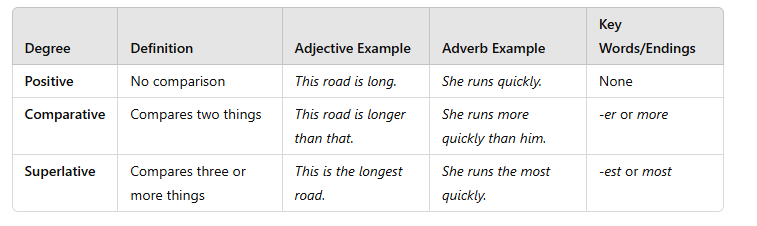 Degree Definition Adjective Example Adverb Example Key Words/Endings
Positive No comparison This road is long. She runs quickly. None
Comparative Compares two things This road is longer than that. She runs more quickly than him. -er or more
Superlative Compares three or more things This is the longest road. She runs the most quickly. -est or most